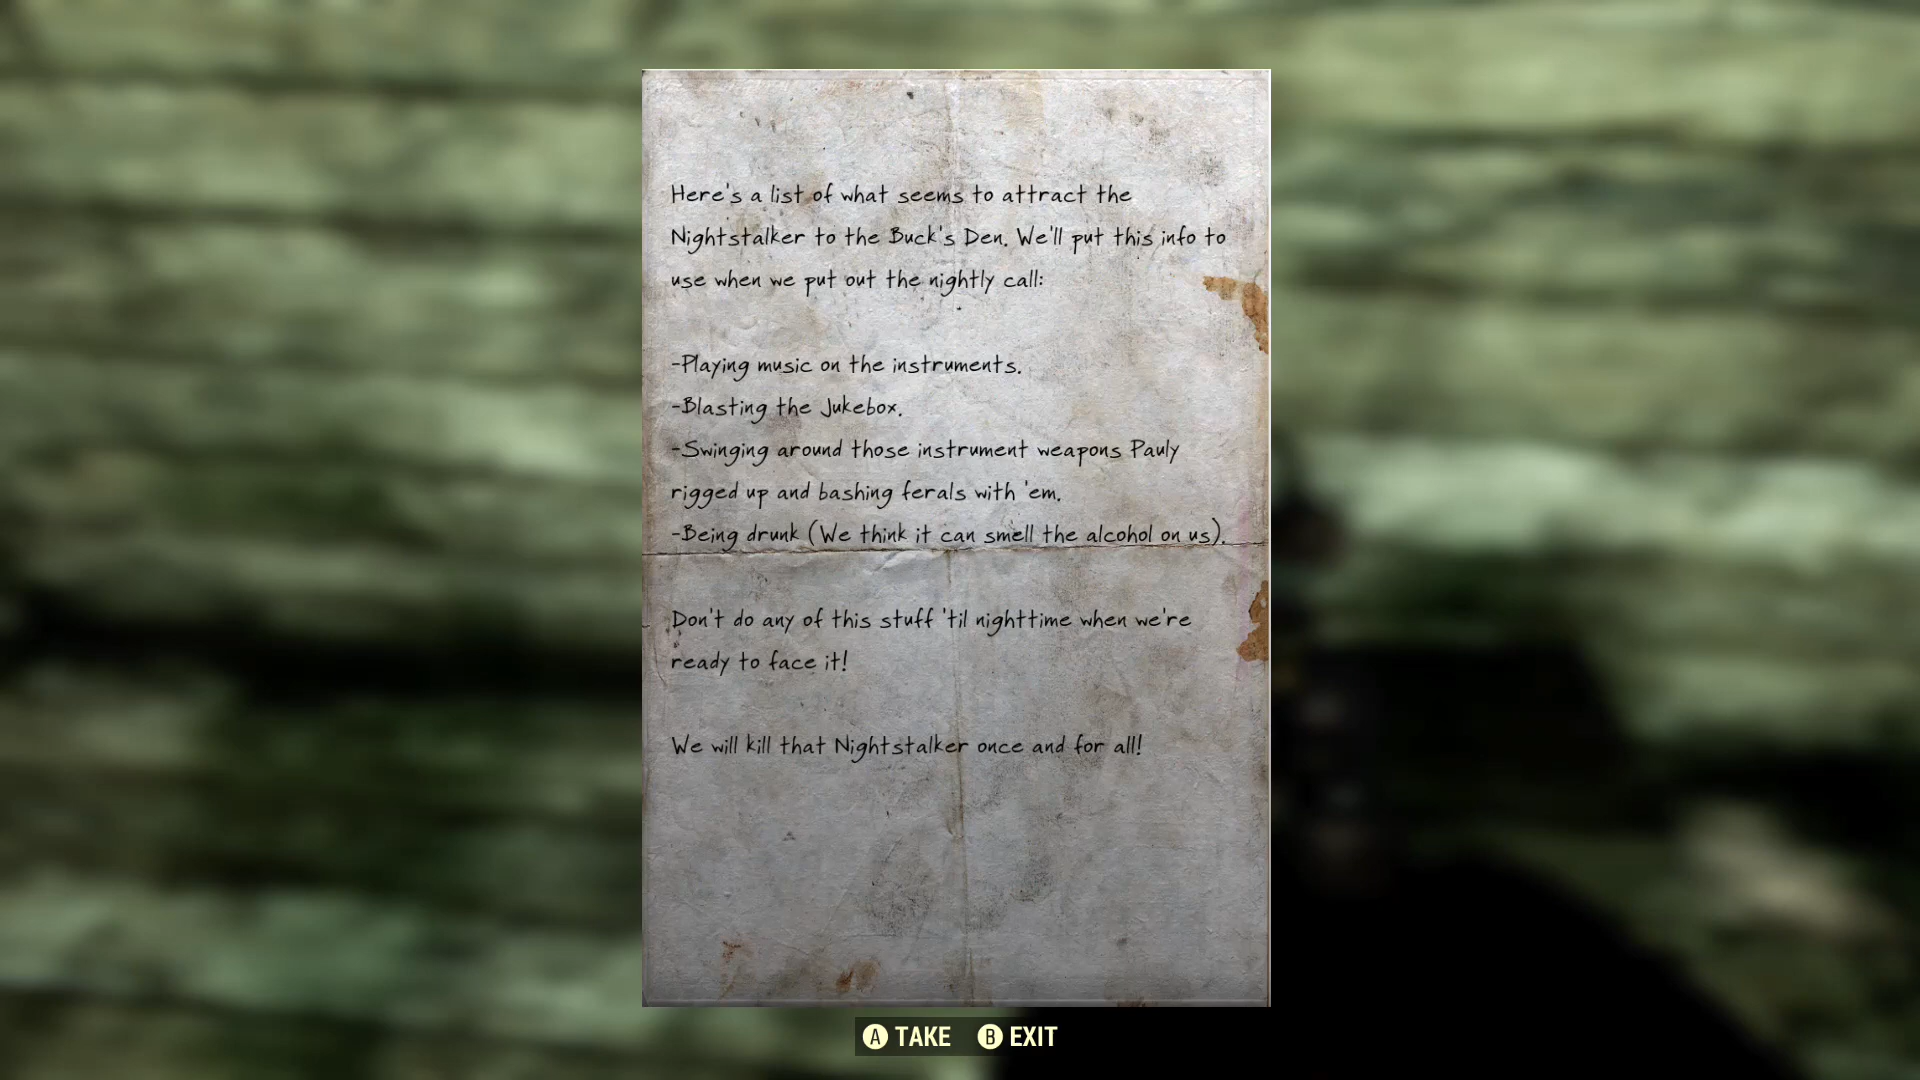 Here's a list of what seems to attract the
Nightstalker to the Buck's Den. We'll put this info to
use when we put out the nightly call:
-Playing music on the instruments.
-Blasting the Jukebox.
-Swinging around those instrument weapons Pauly
rigged up and bashing ferals with 'em.
-Being drunk (We think it can smell the alcohol on us).
Don't do any of this stuff 'til nighttime when we're
ready to face it!
We will kill that Nightstalker once and for all!
A TAKE B EXIT